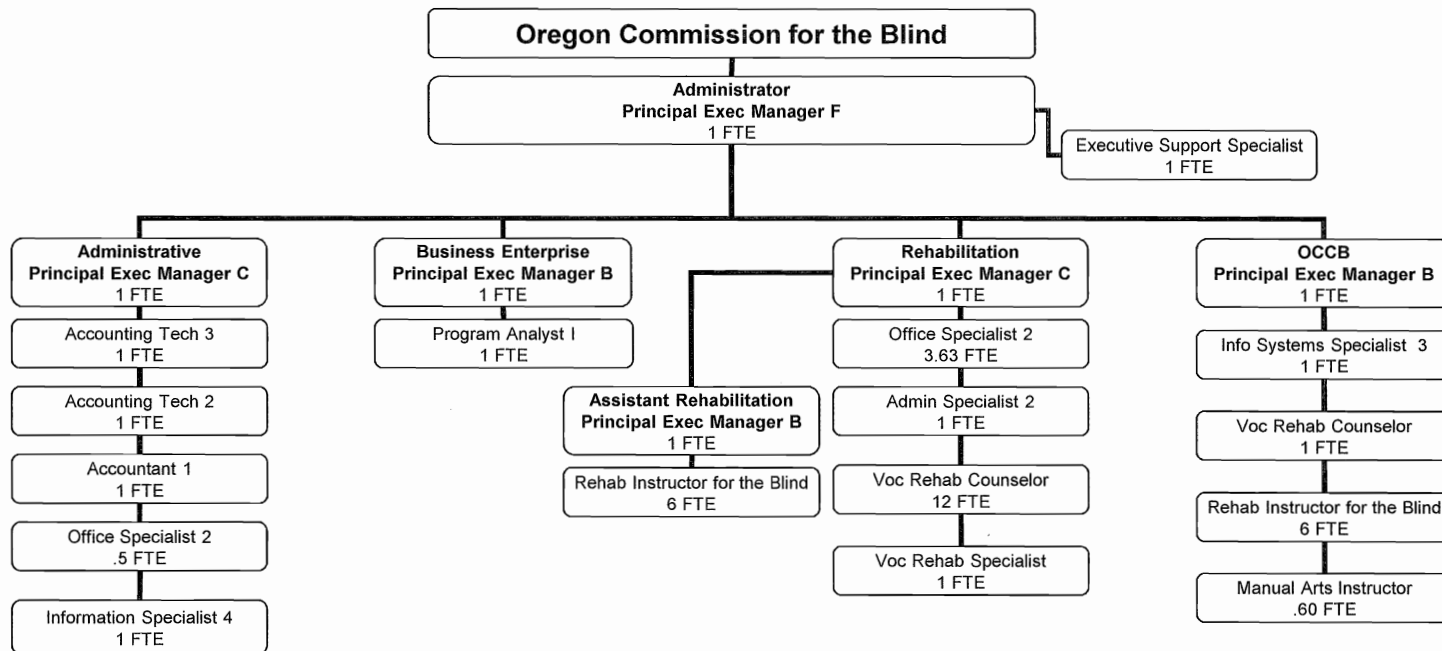 Oregon Commission for the Blind
Administrator
Principal Exec Manager F
1 FTE
Executive Support Specialist
1 FTE
Administrative
Principal Exec Manager C
1 FTE
Accounting Tech 3
1 FTE
Accounting Tech 2
1 FTE
Accountant 1
1 FTE
Office Specialist 2
.5 FTE
Information Specialist 4
1 FTE
Business Enterprise
Principal Exec Manager B
1 FTE
Program Analyst I
1 FTE
Assistant Rehabilitation
Principal Exec Manager B
1 FTE
Rehab Instructor for the Blind
6 FTE
Rehabilitation
Principal Exec Manager C
1 FTE
Office Specialist 2
3.63 FTE
Admin Specialist 2
1 FTE
Voc Rehab Counselor
12 FTE
Voc Rehab Specialist
1 FTE
OCCB
Principal Exec Manager B
1 FTE
Info Systems Specialist 3
1 FTE
Voc Rehab Counselor
1 FTE
Rehab Instructor for the Blind
6 FTE
Manual Arts Instructor
.60 FTE